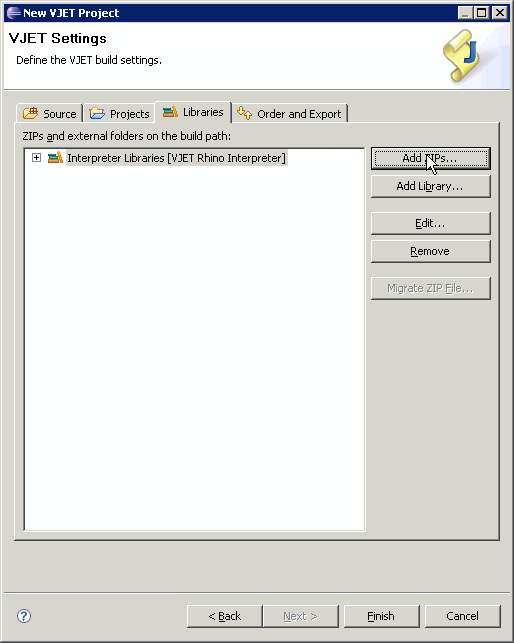 New VJET Project
VJET Settings
Define the VJET build settings.
Source Projects Libraries Order and Export
ZIPs and external folders on the build path:
Interpreter Libraries [VJET Rhino Interpreter]
Add ZIPs...
Add Library...
Edit...
Remove
Migrate ZIP File...
< Back Next > Finish Cancel